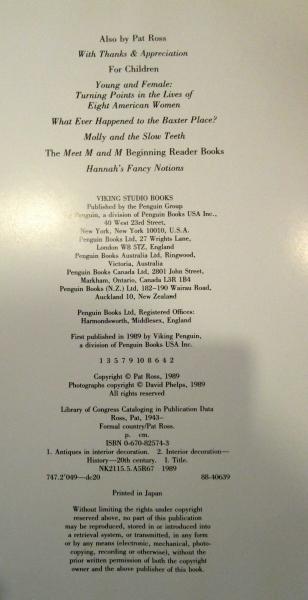 Also by Pat Ross
With Thanks & Appreciation
For Children
Young and Female:
Turning Points in the Lives of
Eight American Women
What Ever Happened to the Baxter Place?
Molly and the Slow Teeth
The Meet M and M Beginning Reader Books
Hannah's Fancy Notions
VIKING STUDIO BOOKS
Published by the Penguin Group
Penguin, a division of Penguin Books USA Inc.,
40 West 23rd Street,
New York, New York 10010, U.S.A.
Penguin Books Ltd, 27 Wrights Lane,
London W8 5TZ, England
Penguin Books Australia Ltd, Ringwood,
Victoria, Australia
Penguin Books Canada Ltd, 2801 John Street,
Markham, Ontario, Canada L3R 1B4
Penguin Books (N.Z.) Ltd, 182–190 Wairau Road,
Auckland 10, New Zealand
Penguin Books Ltd, Registered Offices:
Harmondsworth, Middlesex, England
First published in 1989 by Viking Penguin,
a division of Penguin Books USA Inc.
1 3 5 7 9 10 8 6 4 2
Copyright © Pat Ross, 1989
Photographs copyright © David Phelps, 1989
All rights reserved
Library of Congress Cataloging in Publication Data
Ross, Pat, 1943–
Formal country/Pat Ross.
p. cm.
ISBN 0-670-82574-3
1. Antiques in interior decoration. 2. Interior decoration—
History—20th century. I. Title.
NK2115.5.A5R67 1989
747.2'049—dc20 88-40639
Printed in Japan
Without limiting the rights under copyright
reserved above, no part of this publication
may be reproduced, stored in or introduced into
a retrieval system, or transmitted, in any form
or by any means (electronic, mechanical, photo-
copying, recording or otherwise), without the
prior written permission of both the copyright
owner and the above publisher of this book.